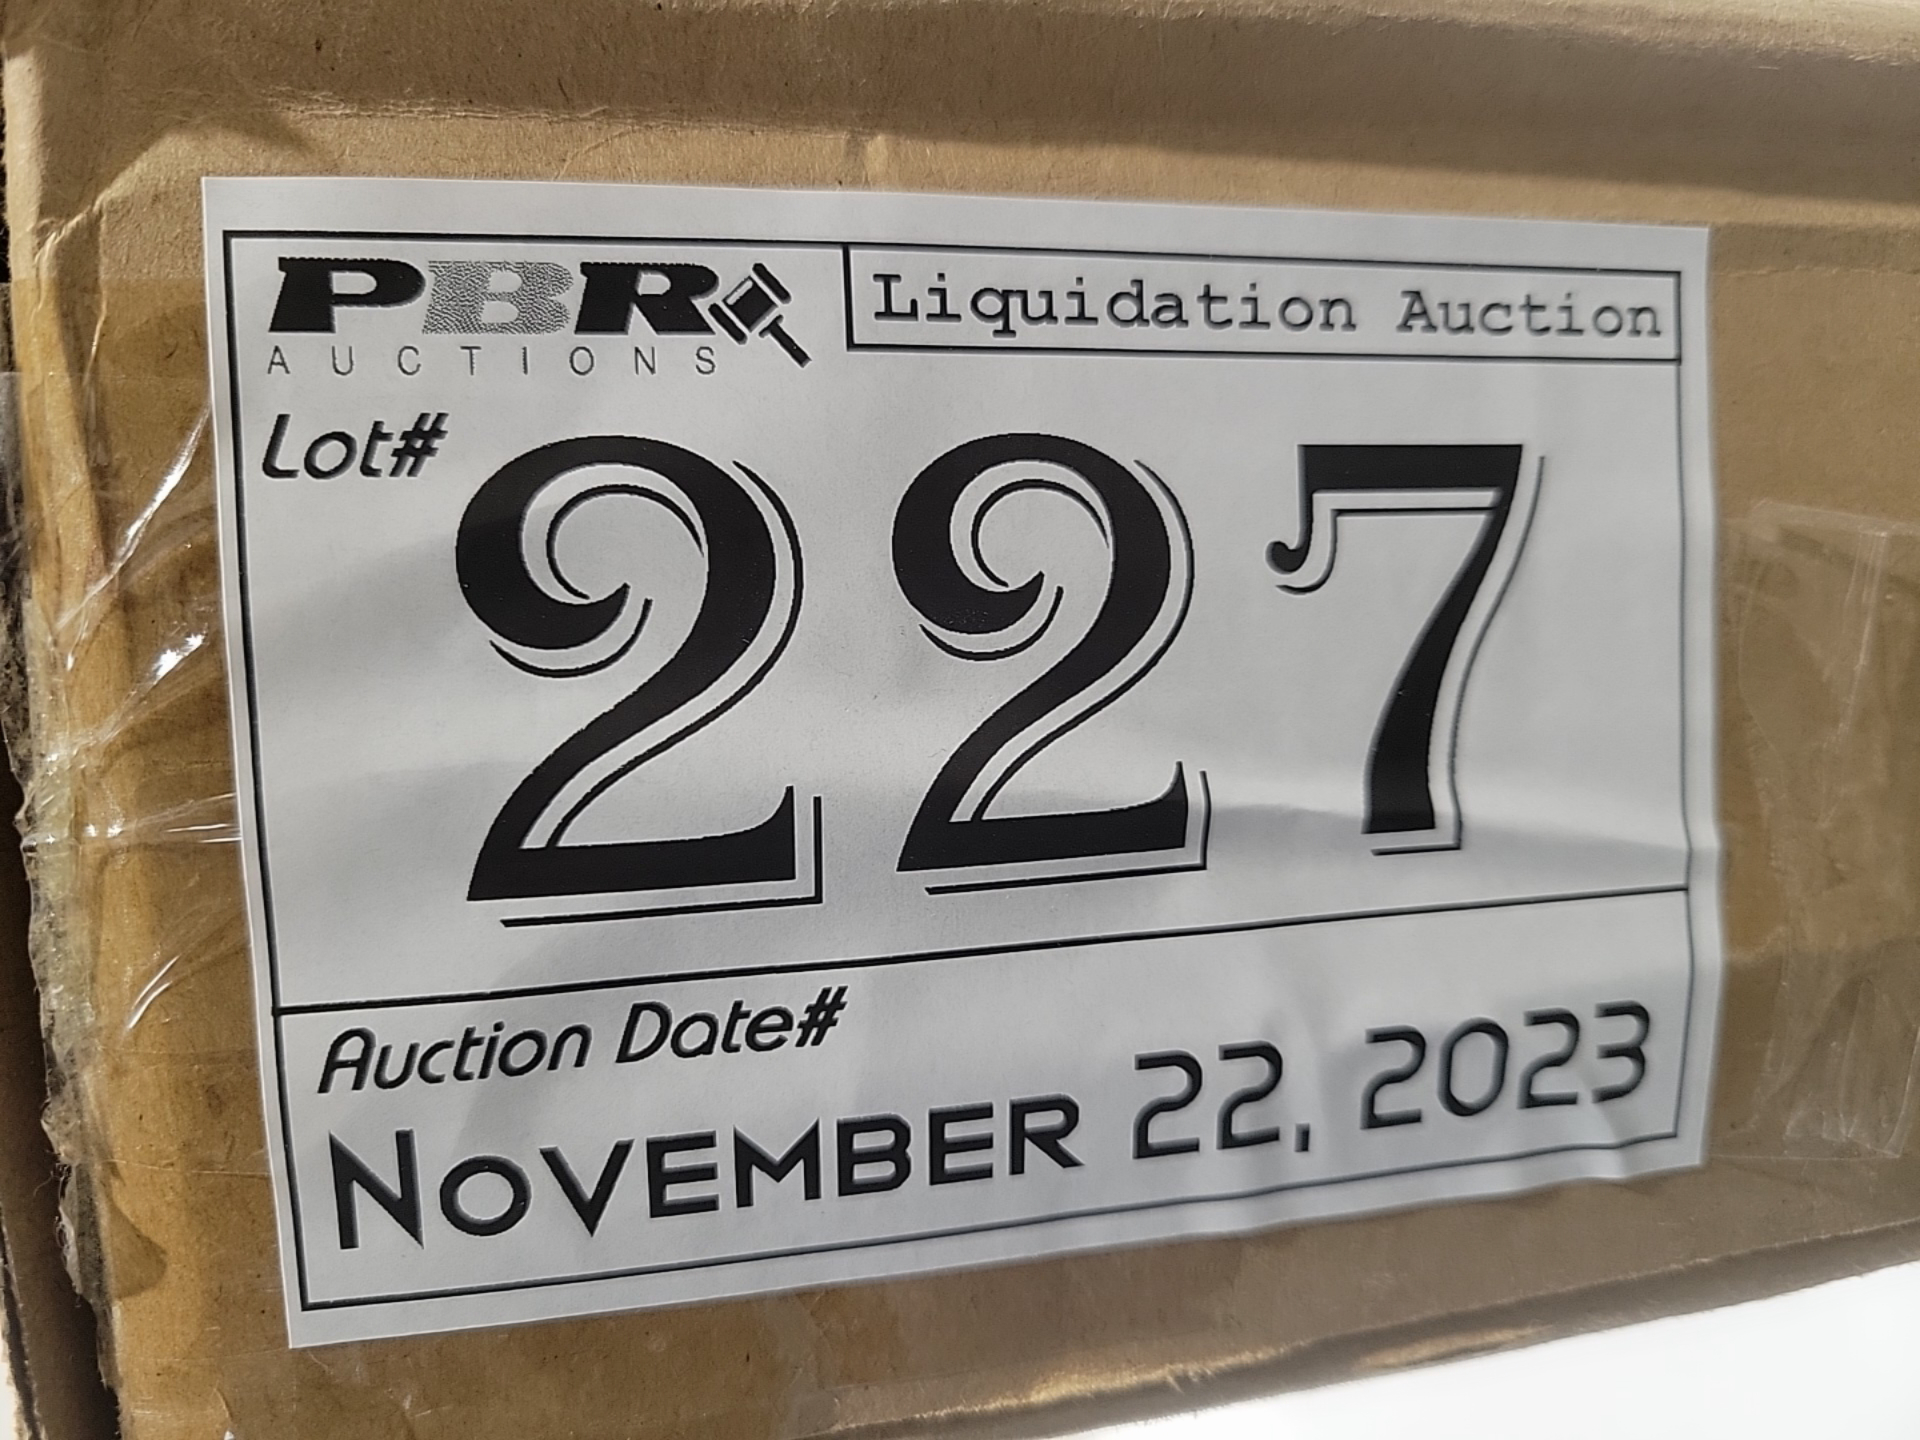 PBR
AUCTIONS
Liquidation Auction
Lot#
227
Auction Date#
NOVEMBER 22, 2023